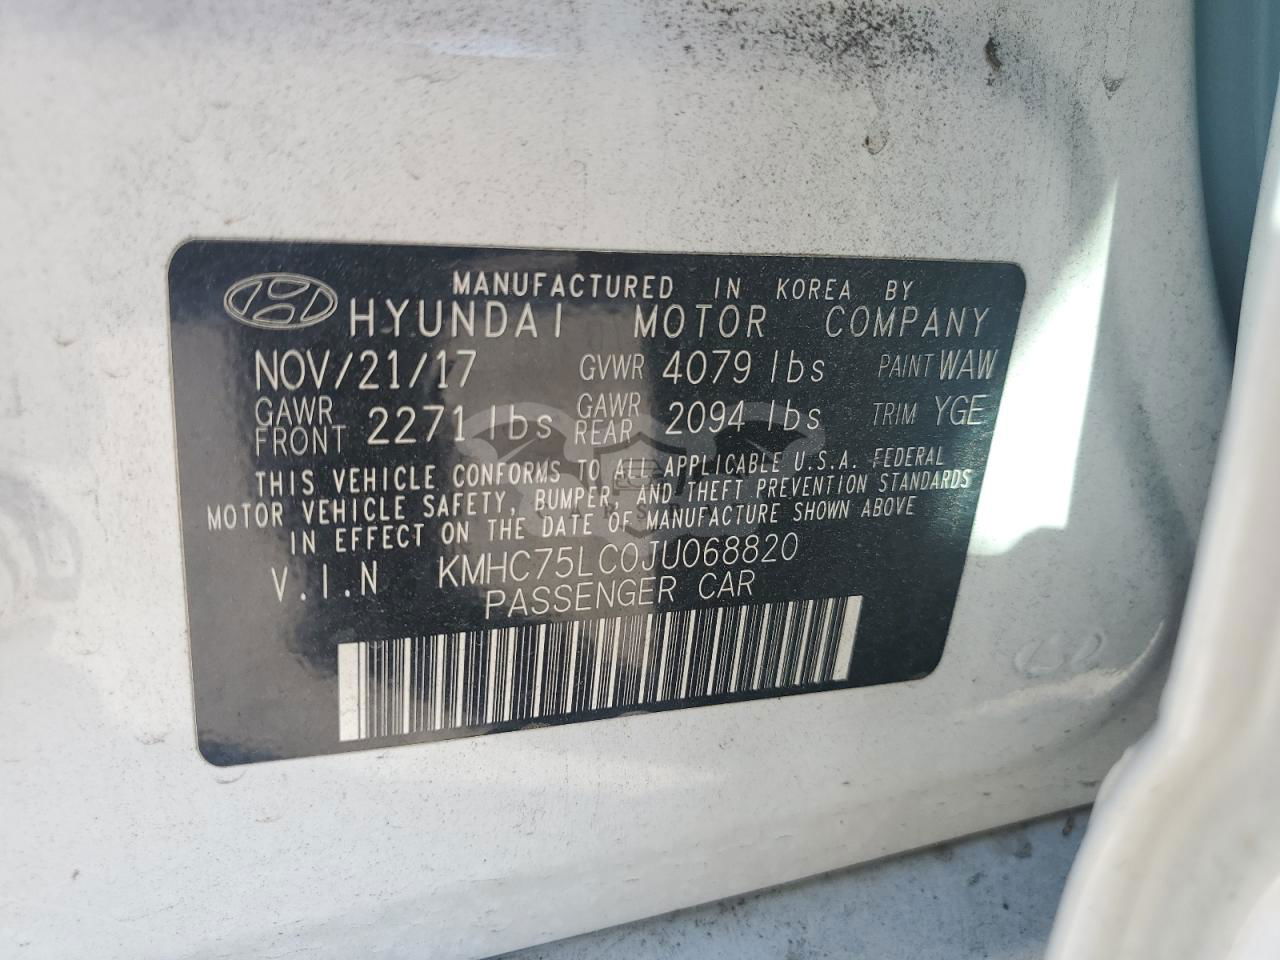 MANUFACTURED IN KOREA BY
HYUNDAI MOTOR COMPANY
NOV/21/17 GVWR 4079 lbs PAINT WAW
GAWR FRONT 2271 lbs GAWR REAR 2094 lbs TRIM YGE
THIS VEHICLE CONFORMS TO ALL APPLICABLE U.S.A. FEDERAL
MOTOR VEHICLE SAFETY, BUMPER, AND THEFT PREVENTION STANDARDS
IN EFFECT ON THE DATE OF MANUFACTURE SHOWN ABOVE
V.I.N KMHC75LC0JU068820
PASSENGER CAR